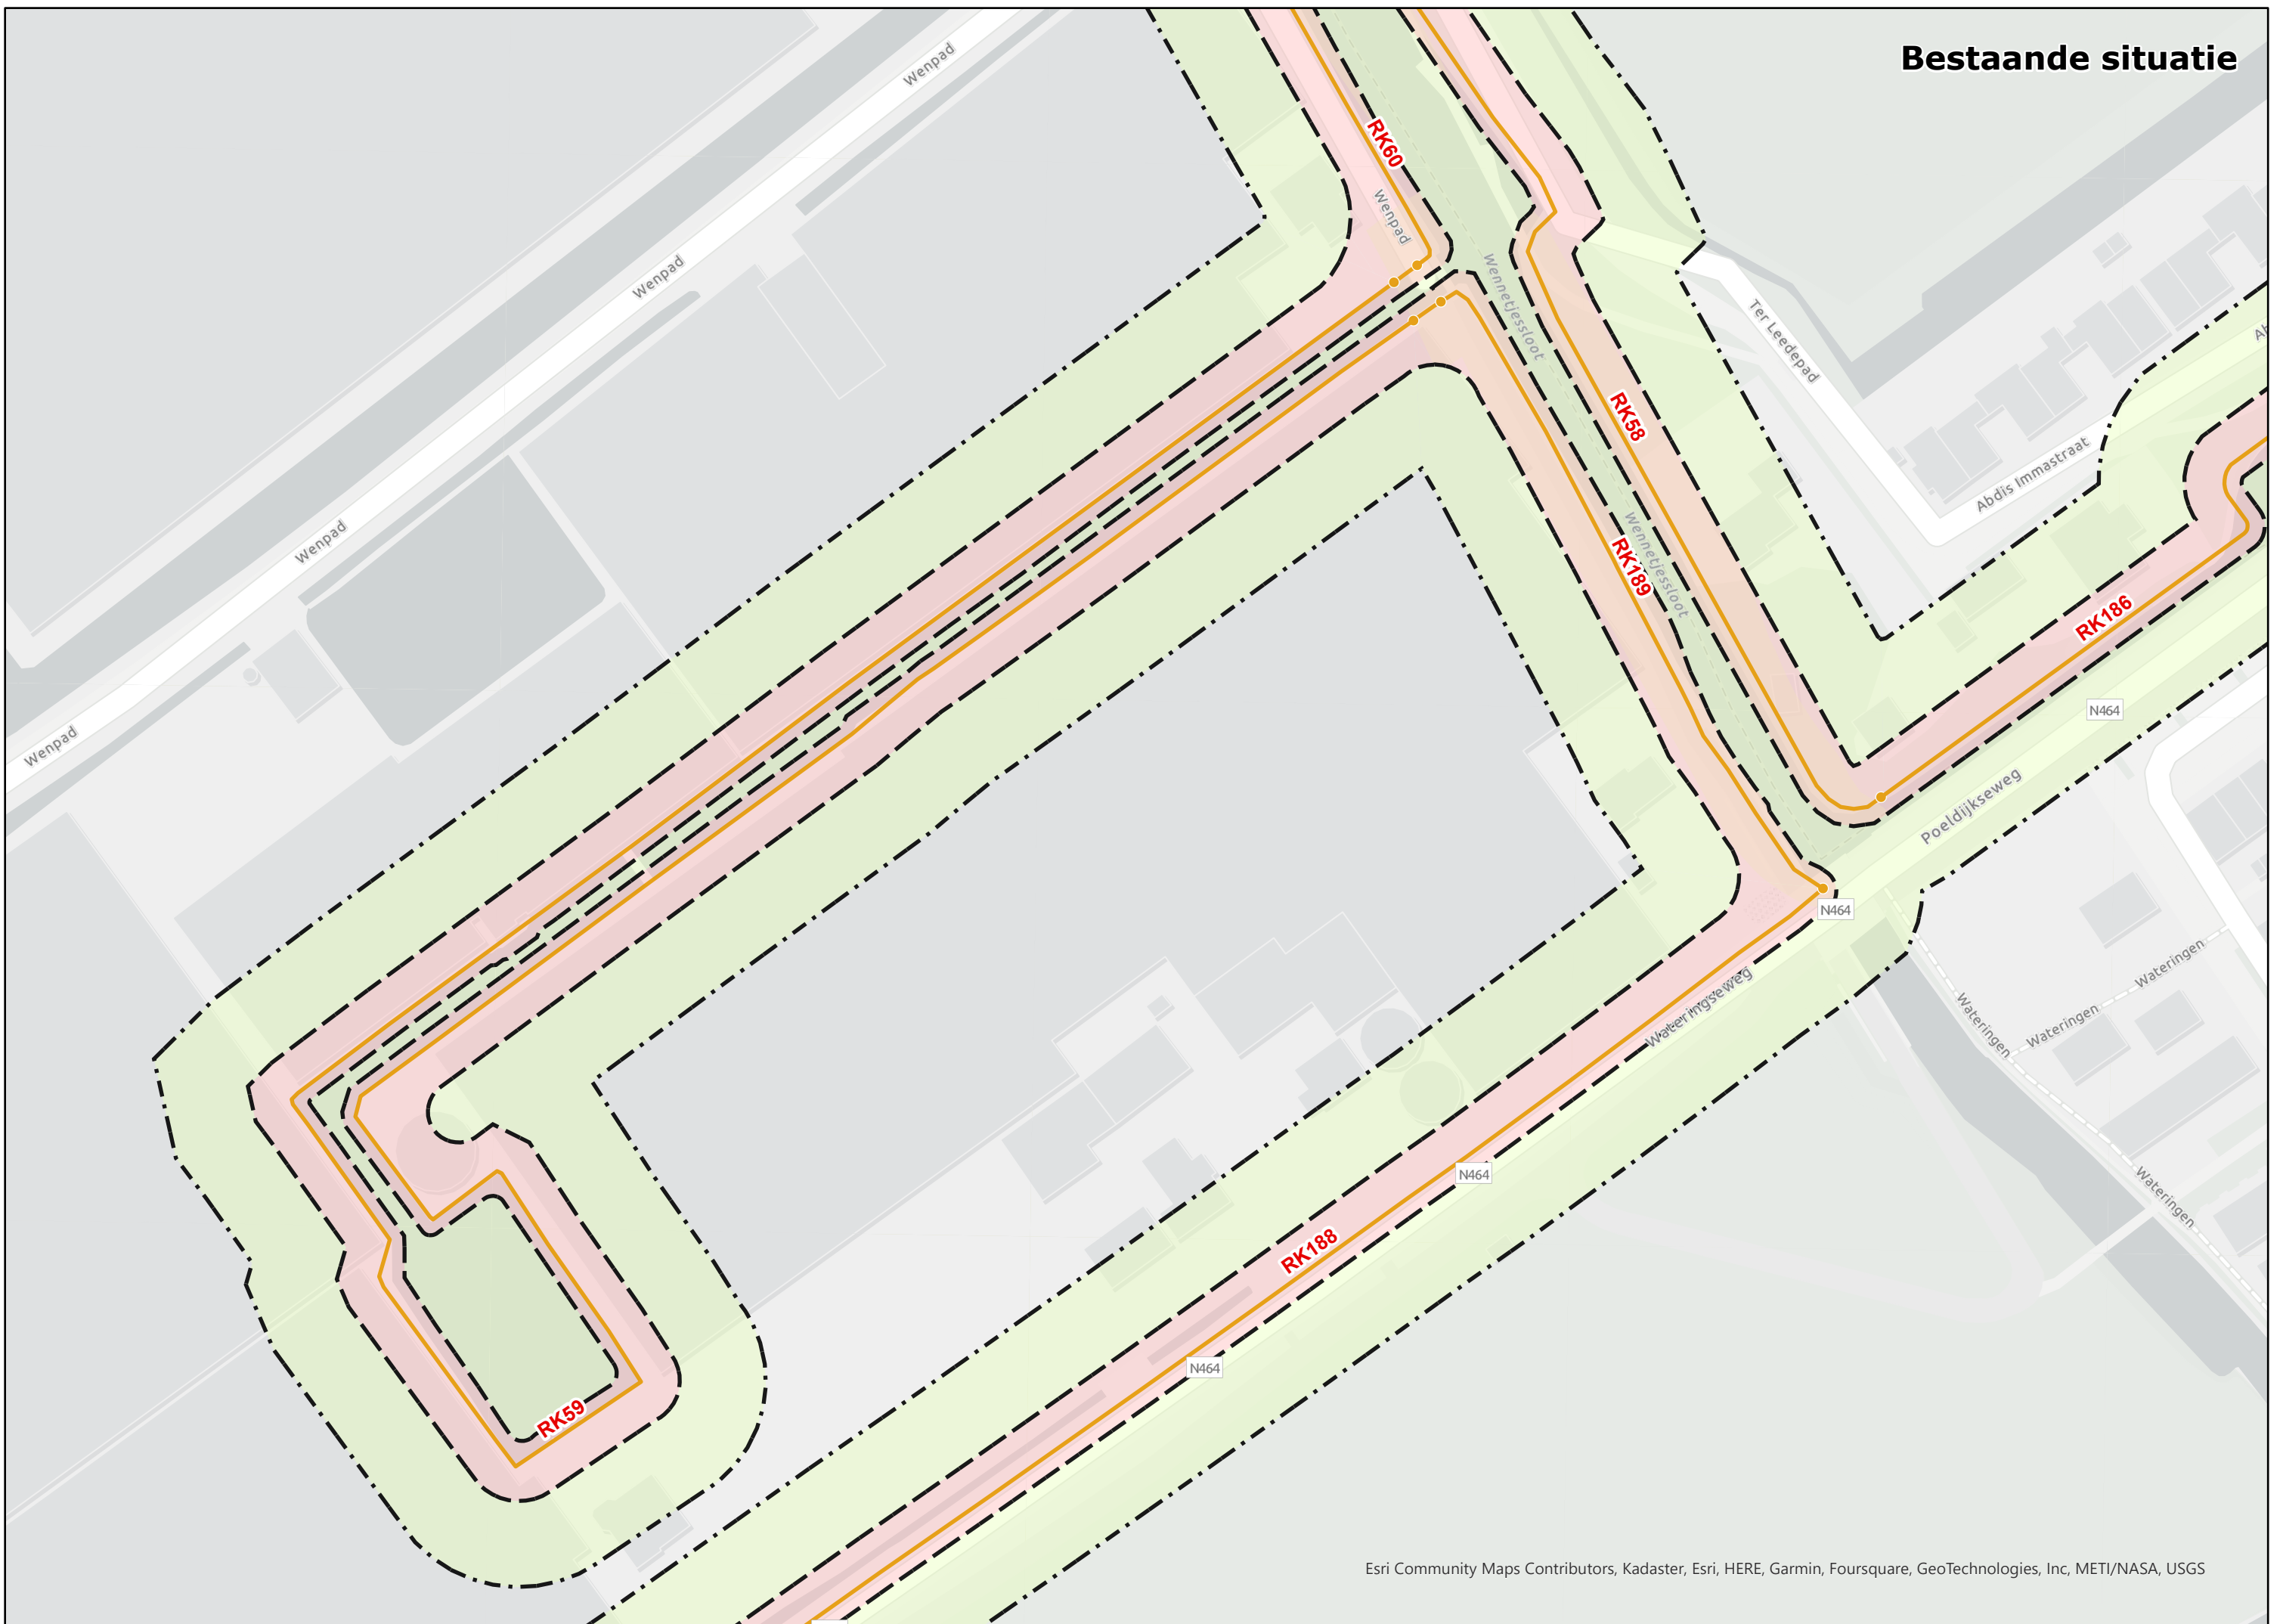 Bestaande situatie
Wenpad
RK60
Wenpad
Wenpad
Wennetjessloot
Ter Leedepad
RK58
Abdis Immastraat
Wenpad
Wennetjessloot
RK189
RK186
N464
Wenpad
Poeldijkseweg
N464
Wateringseweg
Wateringen
Wateringen
Wateringen
Wateringen
N464
RK188
N464
RK59
Esri Community Maps Contributors, Kadaster, Esri, HERE, Garmin, Foursquare, GeoTechnologies, Inc, METI/NASA, USGS